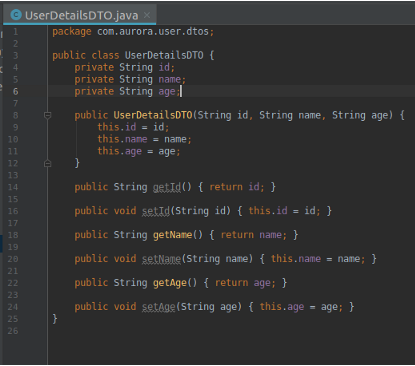 UserDetailsDTO.java
1 package com.aurora.user.dtos;
2
3 public class UserDetailsDTO {
4 private String id;
5 private String name;
6 private String age;
7
8 public UserDetailsDTO(String id, String name, String age) {
9 this.id = id;
10 this.name = name;
11 this.age = age;
12 }
13
14 public String getId() { return id; }
15
16 public void setId(String id) { this.id = id; }
17
18 public String getName() { return name; }
19
20 public void setName(String name) { this.name = name; }
21
22 public String getAge() { return age; }
23
24 public void setAge(String age) { this.age = age; }
25 }
26